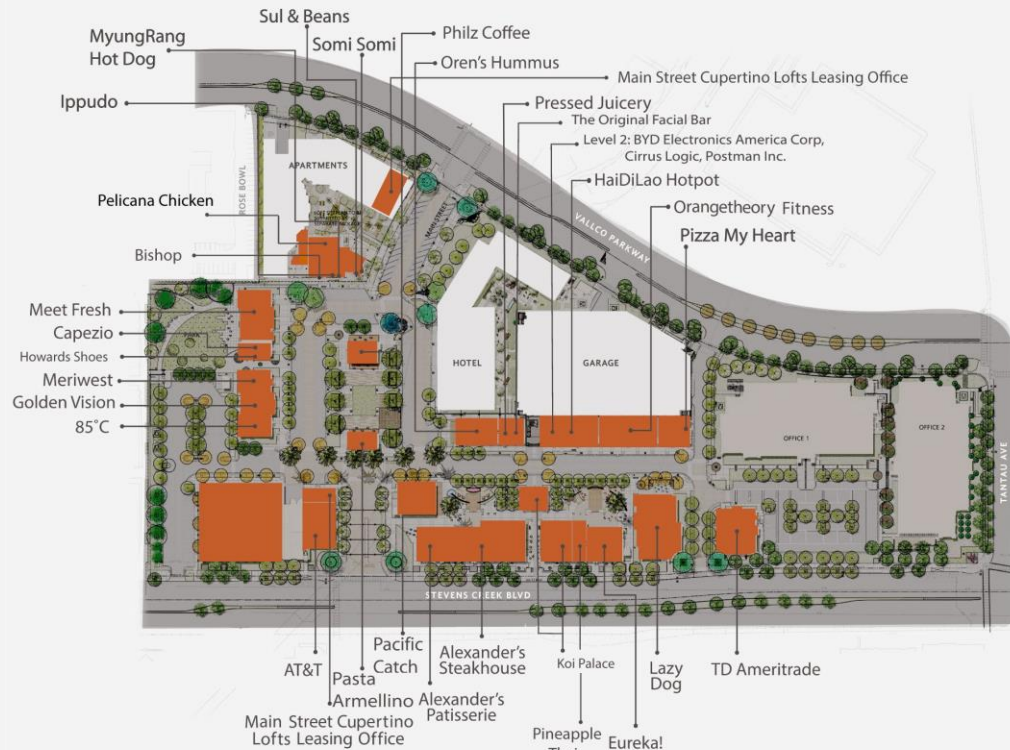 Sul & Beans
MyungRang
Hot Dog
Somi Somi
Philz Coffee
Oren's Hummus
Main Street Cupertino Lofts Leasing Office
Ippudo
Pressed Juicery
The Original Facial Bar
Level 2: BYD Electronics America Corp,
Cirrus Logic, Postman Inc.
HaiDiLao Hotpot
Orangetheory Fitness
Pizza My Heart
APARTMENTS
ROSE BOWL
Pelicana Chicken
MAIN STREET
VALLCO PARKWAY
Bishop
Meet Fresh
Capezio
Howards Shoes
Meriwest
Golden Vision
85°C
PARK
HOTEL
GARAGE
OFFICE 1
OFFICE 2
TANTAU AVE
STEVENS CREEK BLVD
AT&T
Pasta
Armellino
Main Street Cupertino
Lofts Leasing Office
Pacific
Catch
Alexander's
Patisserie
Alexander's
Steakhouse
Koi Palace
Pineapple
Thai
Eureka!
Lazy
Dog
TD Ameritrade